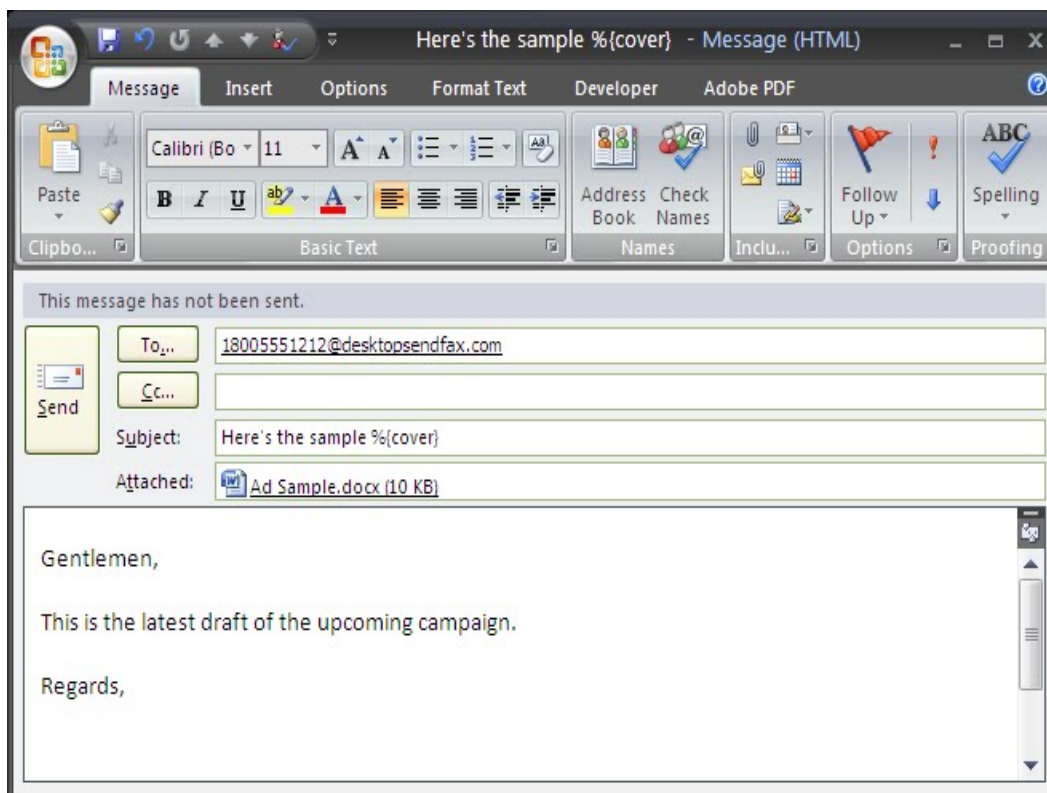 Here's the sample %{cover} - Message (HTML)
Message Insert Options Format Text Developer Adobe PDF
Calibri (Bo 11 A A Aa
Paste B I U ab A Address Book Check Names Follow Up ABC Spelling
Clipbo... Basic Text Names Inclu... Options Proofing
This message has not been sent.
To... 18005551212@desktopsendfax.com
Cc...
Send
Subject: Here's the sample %{cover}
Attached: Ad Sample.docx (10 KB)
Gentlemen,
This is the latest draft of the upcoming campaign.
Regards,